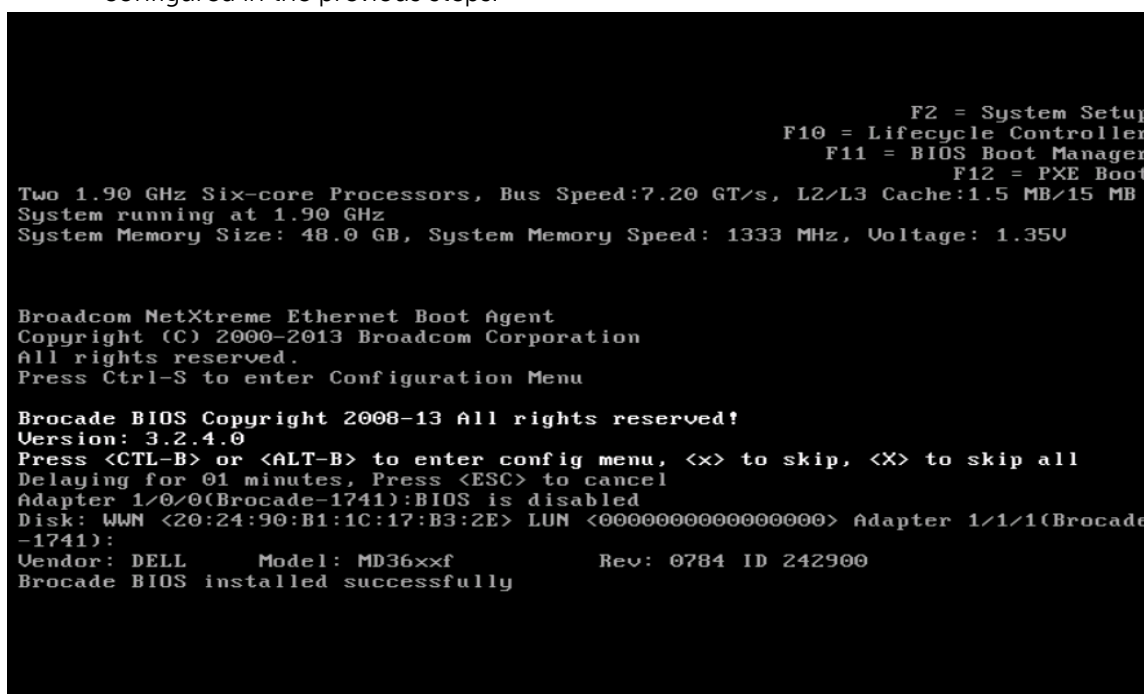 configured in the previous steps.
F2 = System Setup
F10 = Lifecycle Controller
F11 = BIOS Boot Manager
F12 = PXE Boot
Two 1.90 GHz Six-core Processors, Bus Speed:7.20 GT/s, L2/L3 Cache:1.5 MB/15 MB
System running at 1.90 GHz
System Memory Size: 48.0 GB, System Memory Speed: 1333 MHz, Voltage: 1.35V
Broadcom NetXtreme Ethernet Boot Agent
Copyright (C) 2000-2013 Broadcom Corporation
All rights reserved.
Press Ctrl-S to enter Configuration Menu
Brocade BIOS Copyright 2008-13 All rights reserved!
Version: 3.2.4.0
Press <CTL-B> or <ALT-B> to enter config menu, <x> to skip, <X> to skip all
Delaying for 01 minutes, Press <ESC> to cancel
Adapter 1/0/0(Brocade-1741):BIOS is disabled
Disk: WWN <20:24:90:B1:1C:17:B3:2E> LUN <0000000000000000> Adapter 1/1/1(Brocade
-1741):
Vendor: DELL Model: MD36xxf Rev: 0784 ID 242900
Brocade BIOS installed successfully